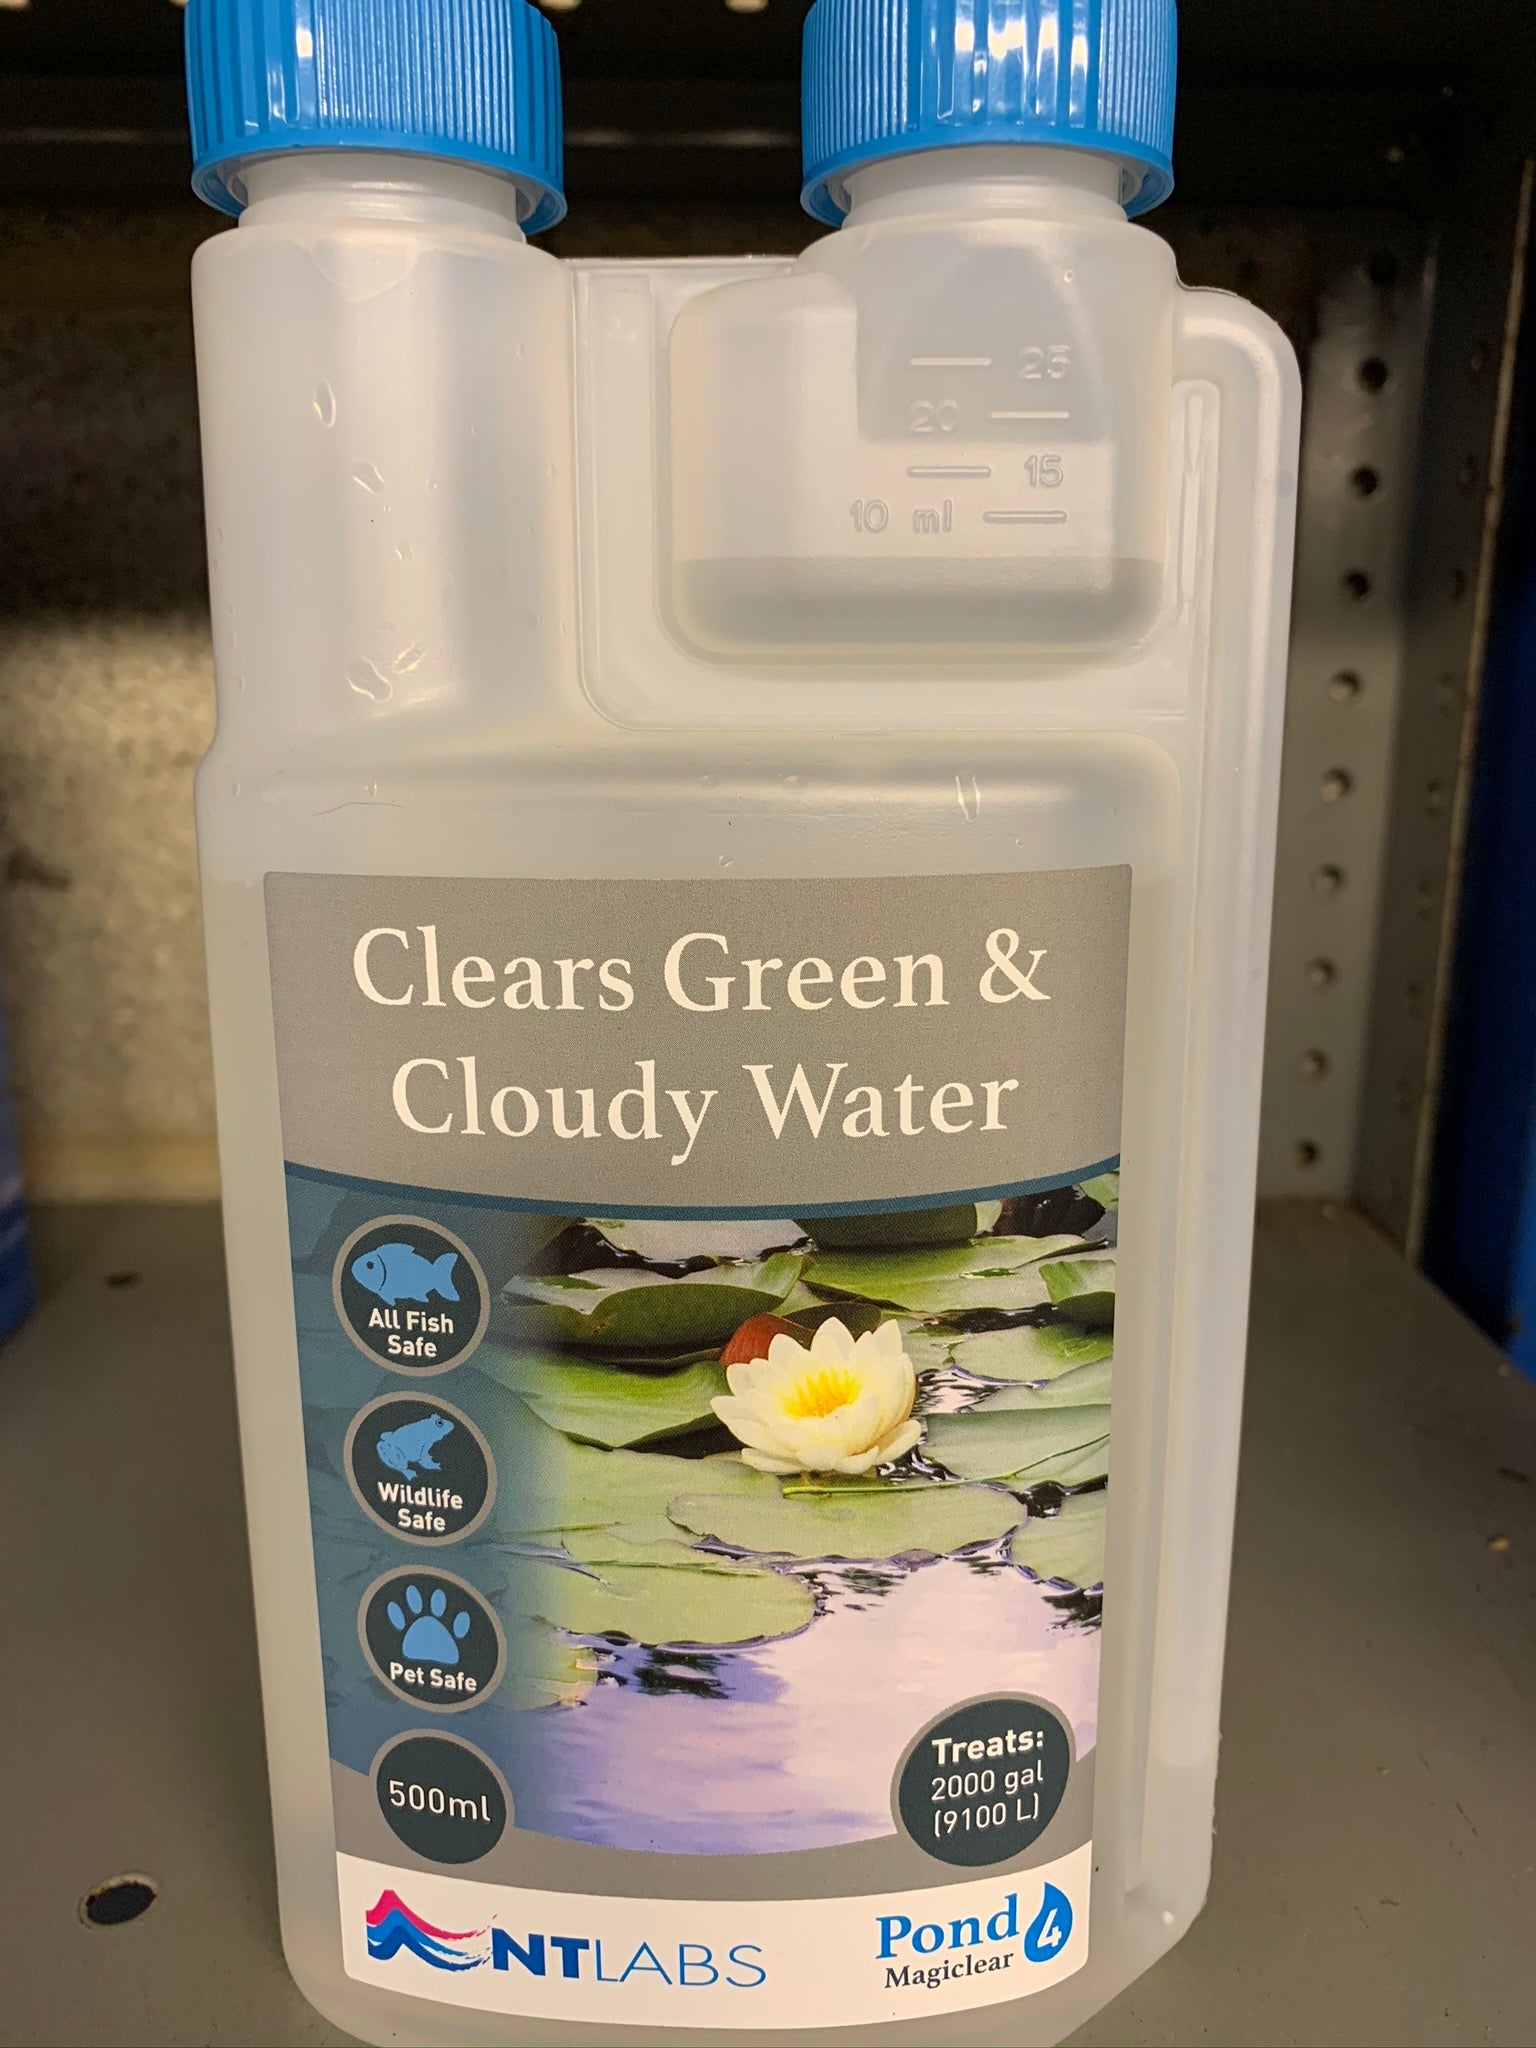 25
20
15
10 ml
Clears Green &
Cloudy Water
All Fish
Safe
Wildlife
Safe
Pet Safe
500ml
Treats:
2000 gal
(9100 L)
NTLABS
Pond 4
Magiclear